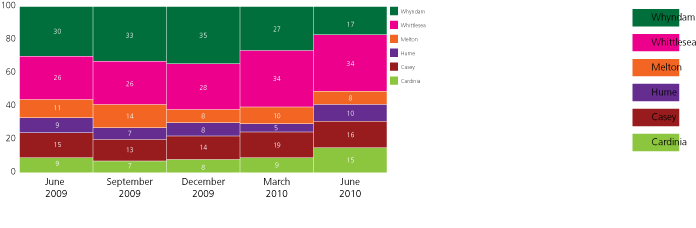 100
80
60
40
20
0
30 33 35 27 17
26 26 28 34 34
11 14 8 10 8
9 7 8 5 10
15 13 14 19 16
9 7 8 9 15
June 2009
September 2009
December 2009
March 2010
June 2010
Whyndam
Whittlesea
Melton
Hume
Casey
Cardinia
Whyndam
Whittlesea
Melton
Hume
Casey
Cardinia